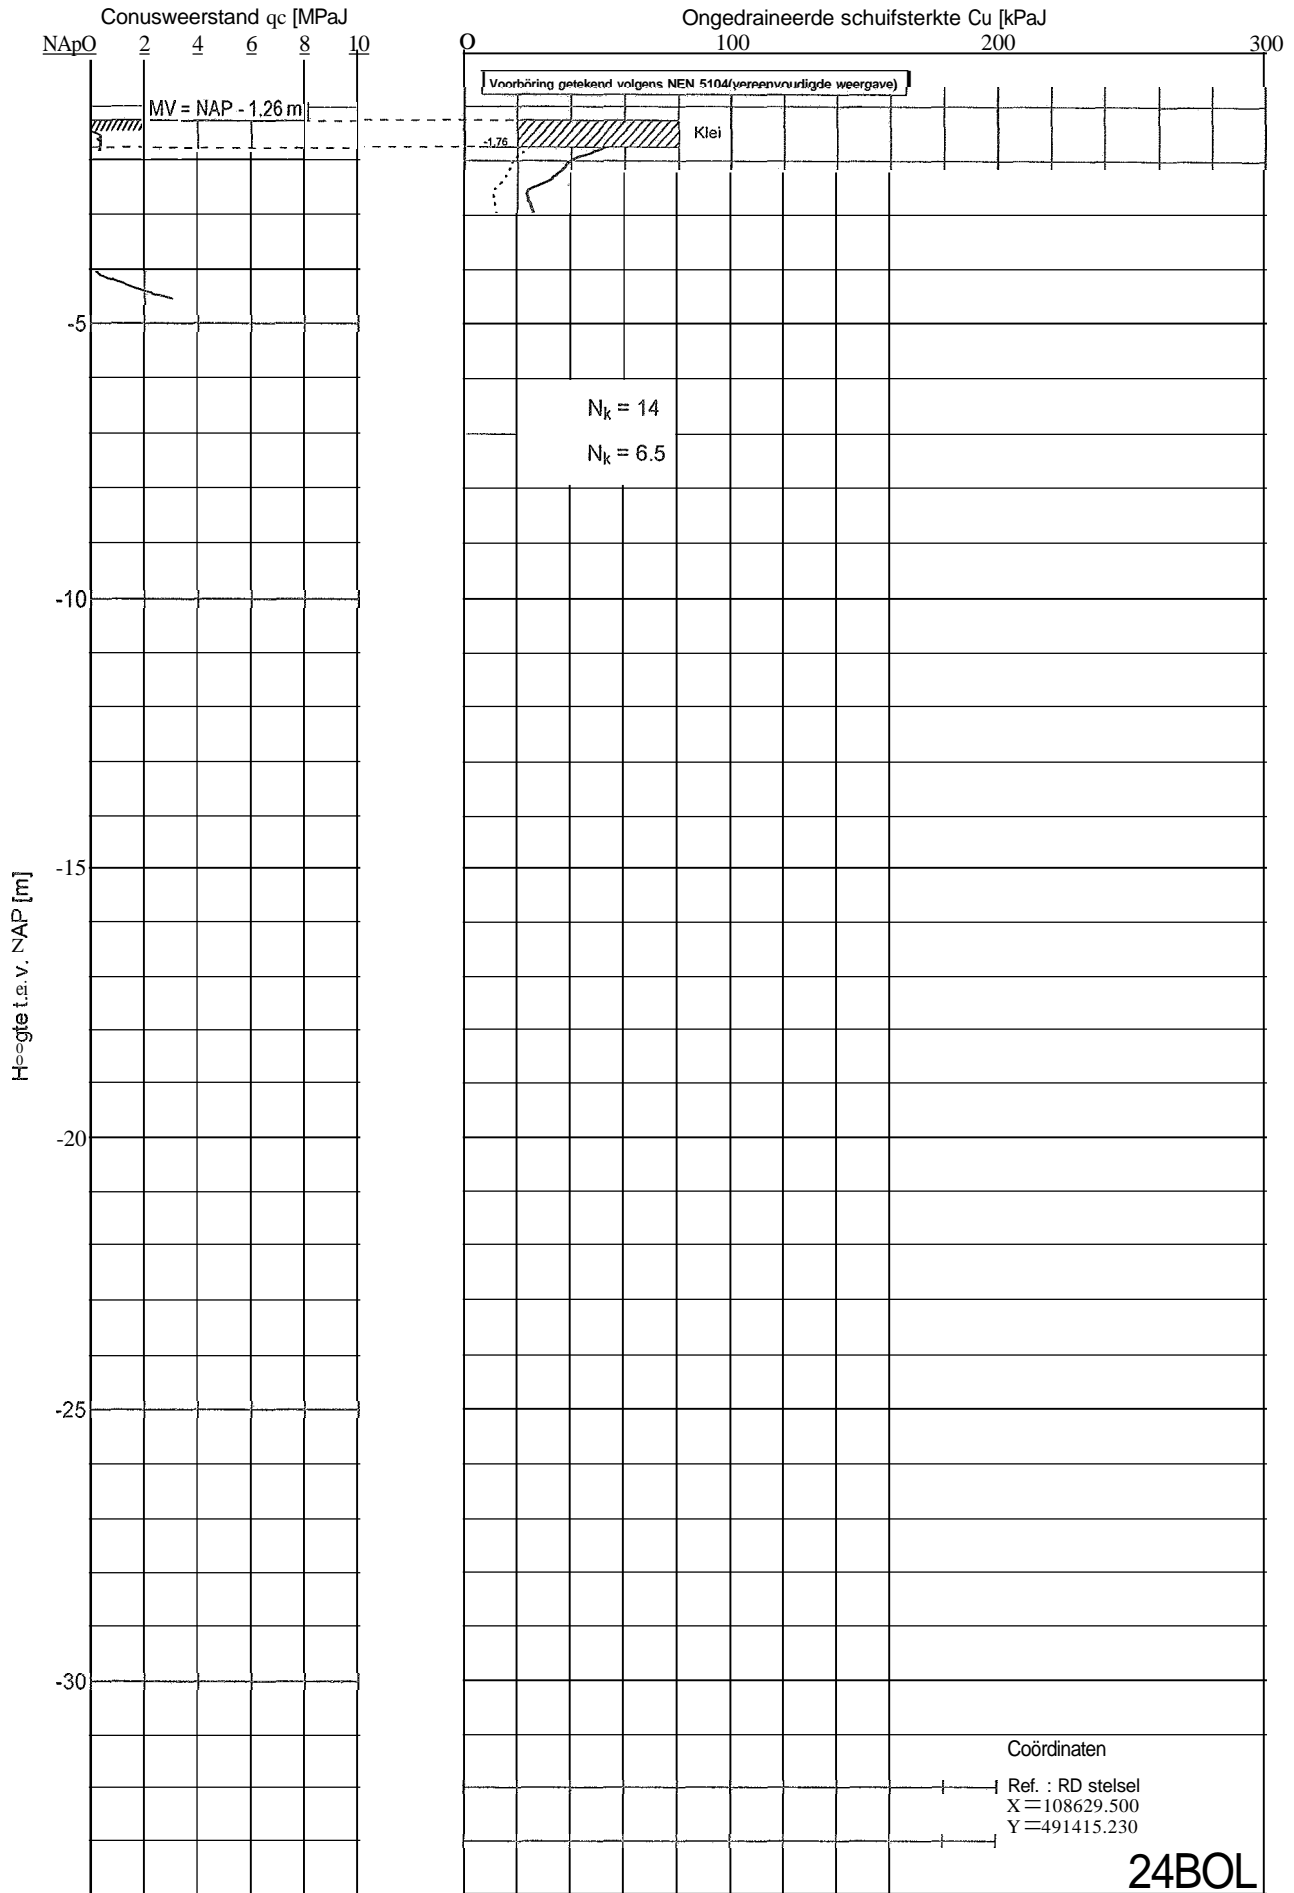 Conusweerstand qc [MPaJ
Ongedraineerde schuifsterkte Cu [kPaJ
NApO 2 4 6 8 10
O 100 200 300
Voorböring getekend volgens NEN 5104(vereenvoudigde weergave)
MV = NAP - 1.26 m
Klei
-1.76
-5
Nk = 14
Nk = 6.5
-10
-15
Hoogte t.o.v. NAP [m]
-20
-25
-30
Coördinaten
Ref. : RD stelsel
X=108629.500
Y=491415.230
24BOL